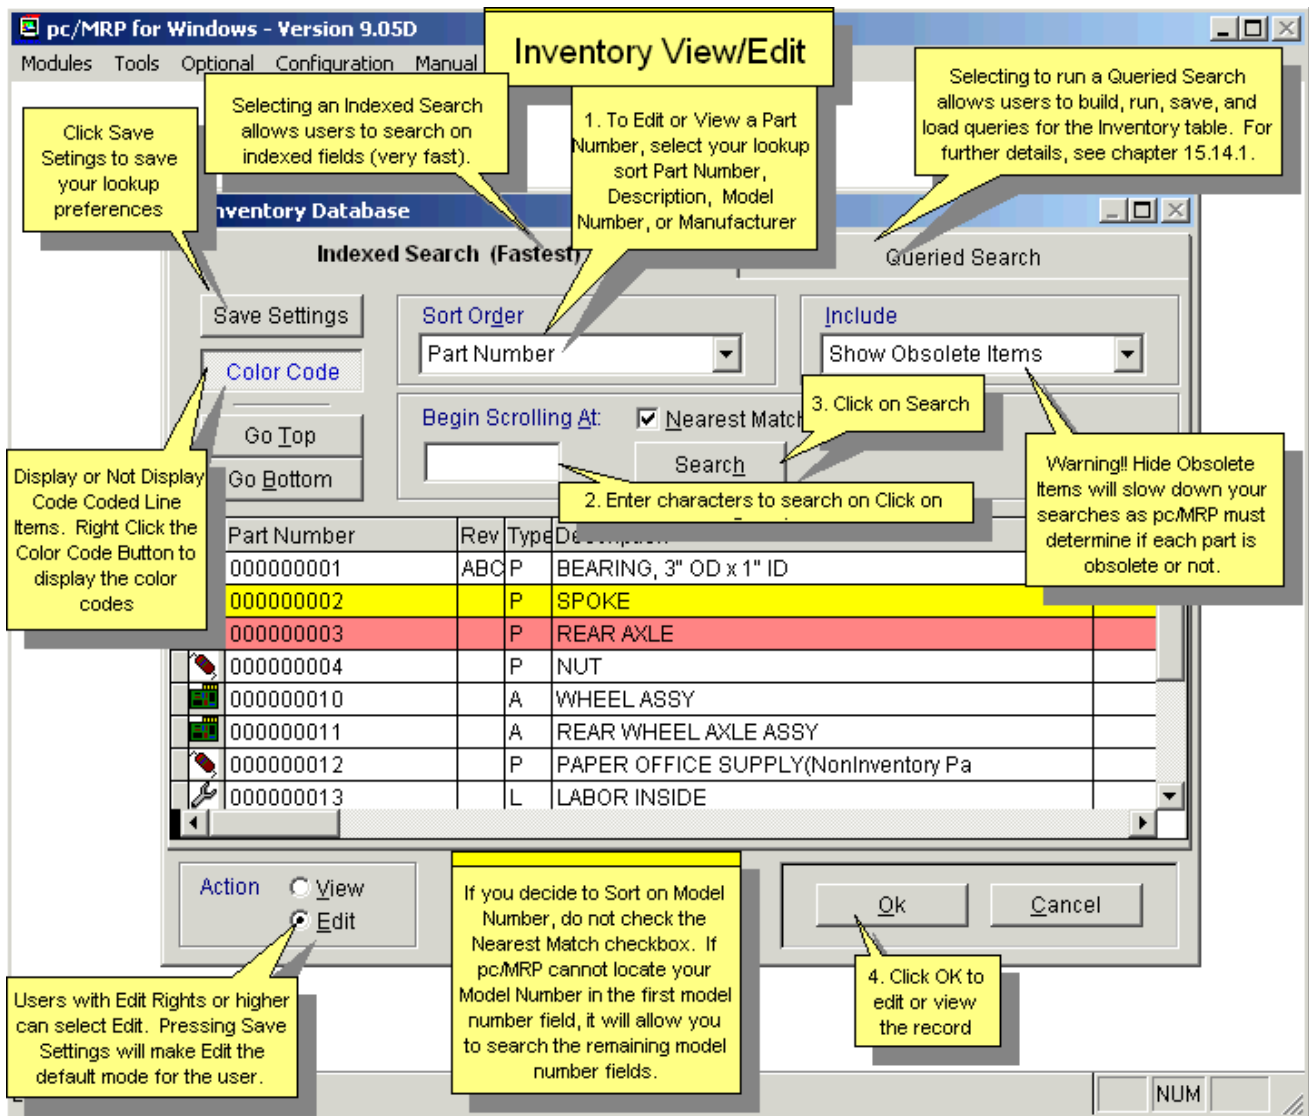 pc/MRP for Windows - Version 9.05D
Modules Tools Optional Configuration Manual
Inventory View/Edit
Click Save
Setings to save
your lookup
preferences
Selecting an Indexed Search
allows users to search on
indexed fields (very fast).
1. To Edit or View a Part
Number, select your lookup
sort Part Number,
Description, Model
Number, or Manufacturer
Selecting to run a Queried Search
allows users to build, run, save, and
load queries for the Inventory table. For
further details, see chapter 15.14.1.
nventory Database
Indexed Search (Fastest)
Queried Search
Save Settings
Color Code
Go Top
Go Bottom
Sort Order
Part Number
Include
Show Obsolete Items
Begin Scrolling At:
Nearest Match
Search
3. Click on Search
2. Enter characters to search on Click on
Display or Not Display
Code Coded Line
Items. Right Click the
Color Code Button to
display the color
codes
Warning!! Hide Obsolete
Items will slow down your
searches as pc/MRP must
determine if each part is
obsolete or not.
Part Number Rev Type Description
000000001 ABC P BEARING, 3" OD x 1" ID
000000002 P SPOKE
000000003 P REAR AXLE
000000004 P NUT
000000010 A WHEEL ASSY
000000011 A REAR WHEEL AXLE ASSY
000000012 P PAPER OFFICE SUPPLY(NonInventory Pa
000000013 L LABOR INSIDE
Action
View
Edit
Ok
Cancel
Users with Edit Rights or higher
can select Edit. Pressing Save
Settings will make Edit the
default mode for the user.
If you decide to Sort on Model
Number, do not check the
Nearest Match checkbox. If
pc/MRP cannot locate your
Model Number in the first model
number field, it will allow you
to search the remaining model
number fields.
4. Click OK to
edit or view
the record
NUM